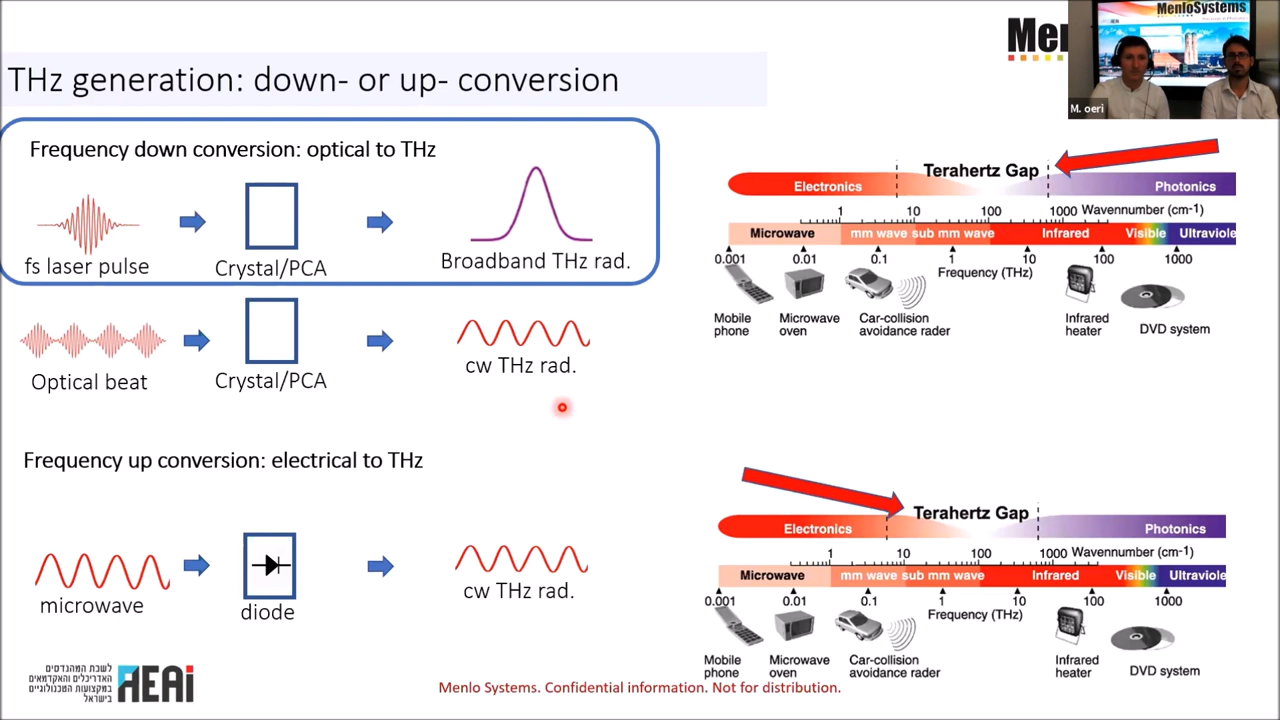 THz generation: down- or up- conversion
Men
MenloSystems
M. oeri
Frequency down conversion: optical to THz
fs laser pulse
Crystal/PCA
Broadband THz rad.
Optical beat
Crystal/PCA
cw THz rad.
Frequency up conversion: electrical to THz
microwave
diode
cw THz rad.
Terahertz Gap
Electronics
Photonics
1 10 100 1000 Wavennumber (cm-1)
Microwave mm wave sub mm wave Infrared Visible Ultraviole
0.001 0.01 0.1 1 10 100 1000
Frequency (THz)
Mobile phone
Microwave oven
Car-collision avoidance rader
Infrared heater
DVD system
Terahertz Gap
Electronics
Photonics
1 10 100 1000 Wavennumber (cm-1)
Microwave mm wave sub mm wave Infrared Visible Ultraviole
0.001 0.01 0.1 1 10 100 1000
Frequency (THz)
Mobile phone
Microwave oven
Car-collision avoidance rader
Infrared heater
DVD system
לשכת המהנדסים
האדריכלים והאקדמאים
במקצועות הטכנולוגיים
בישראל
AEAi
Menlo Systems. Confidential information. Not for distribution.